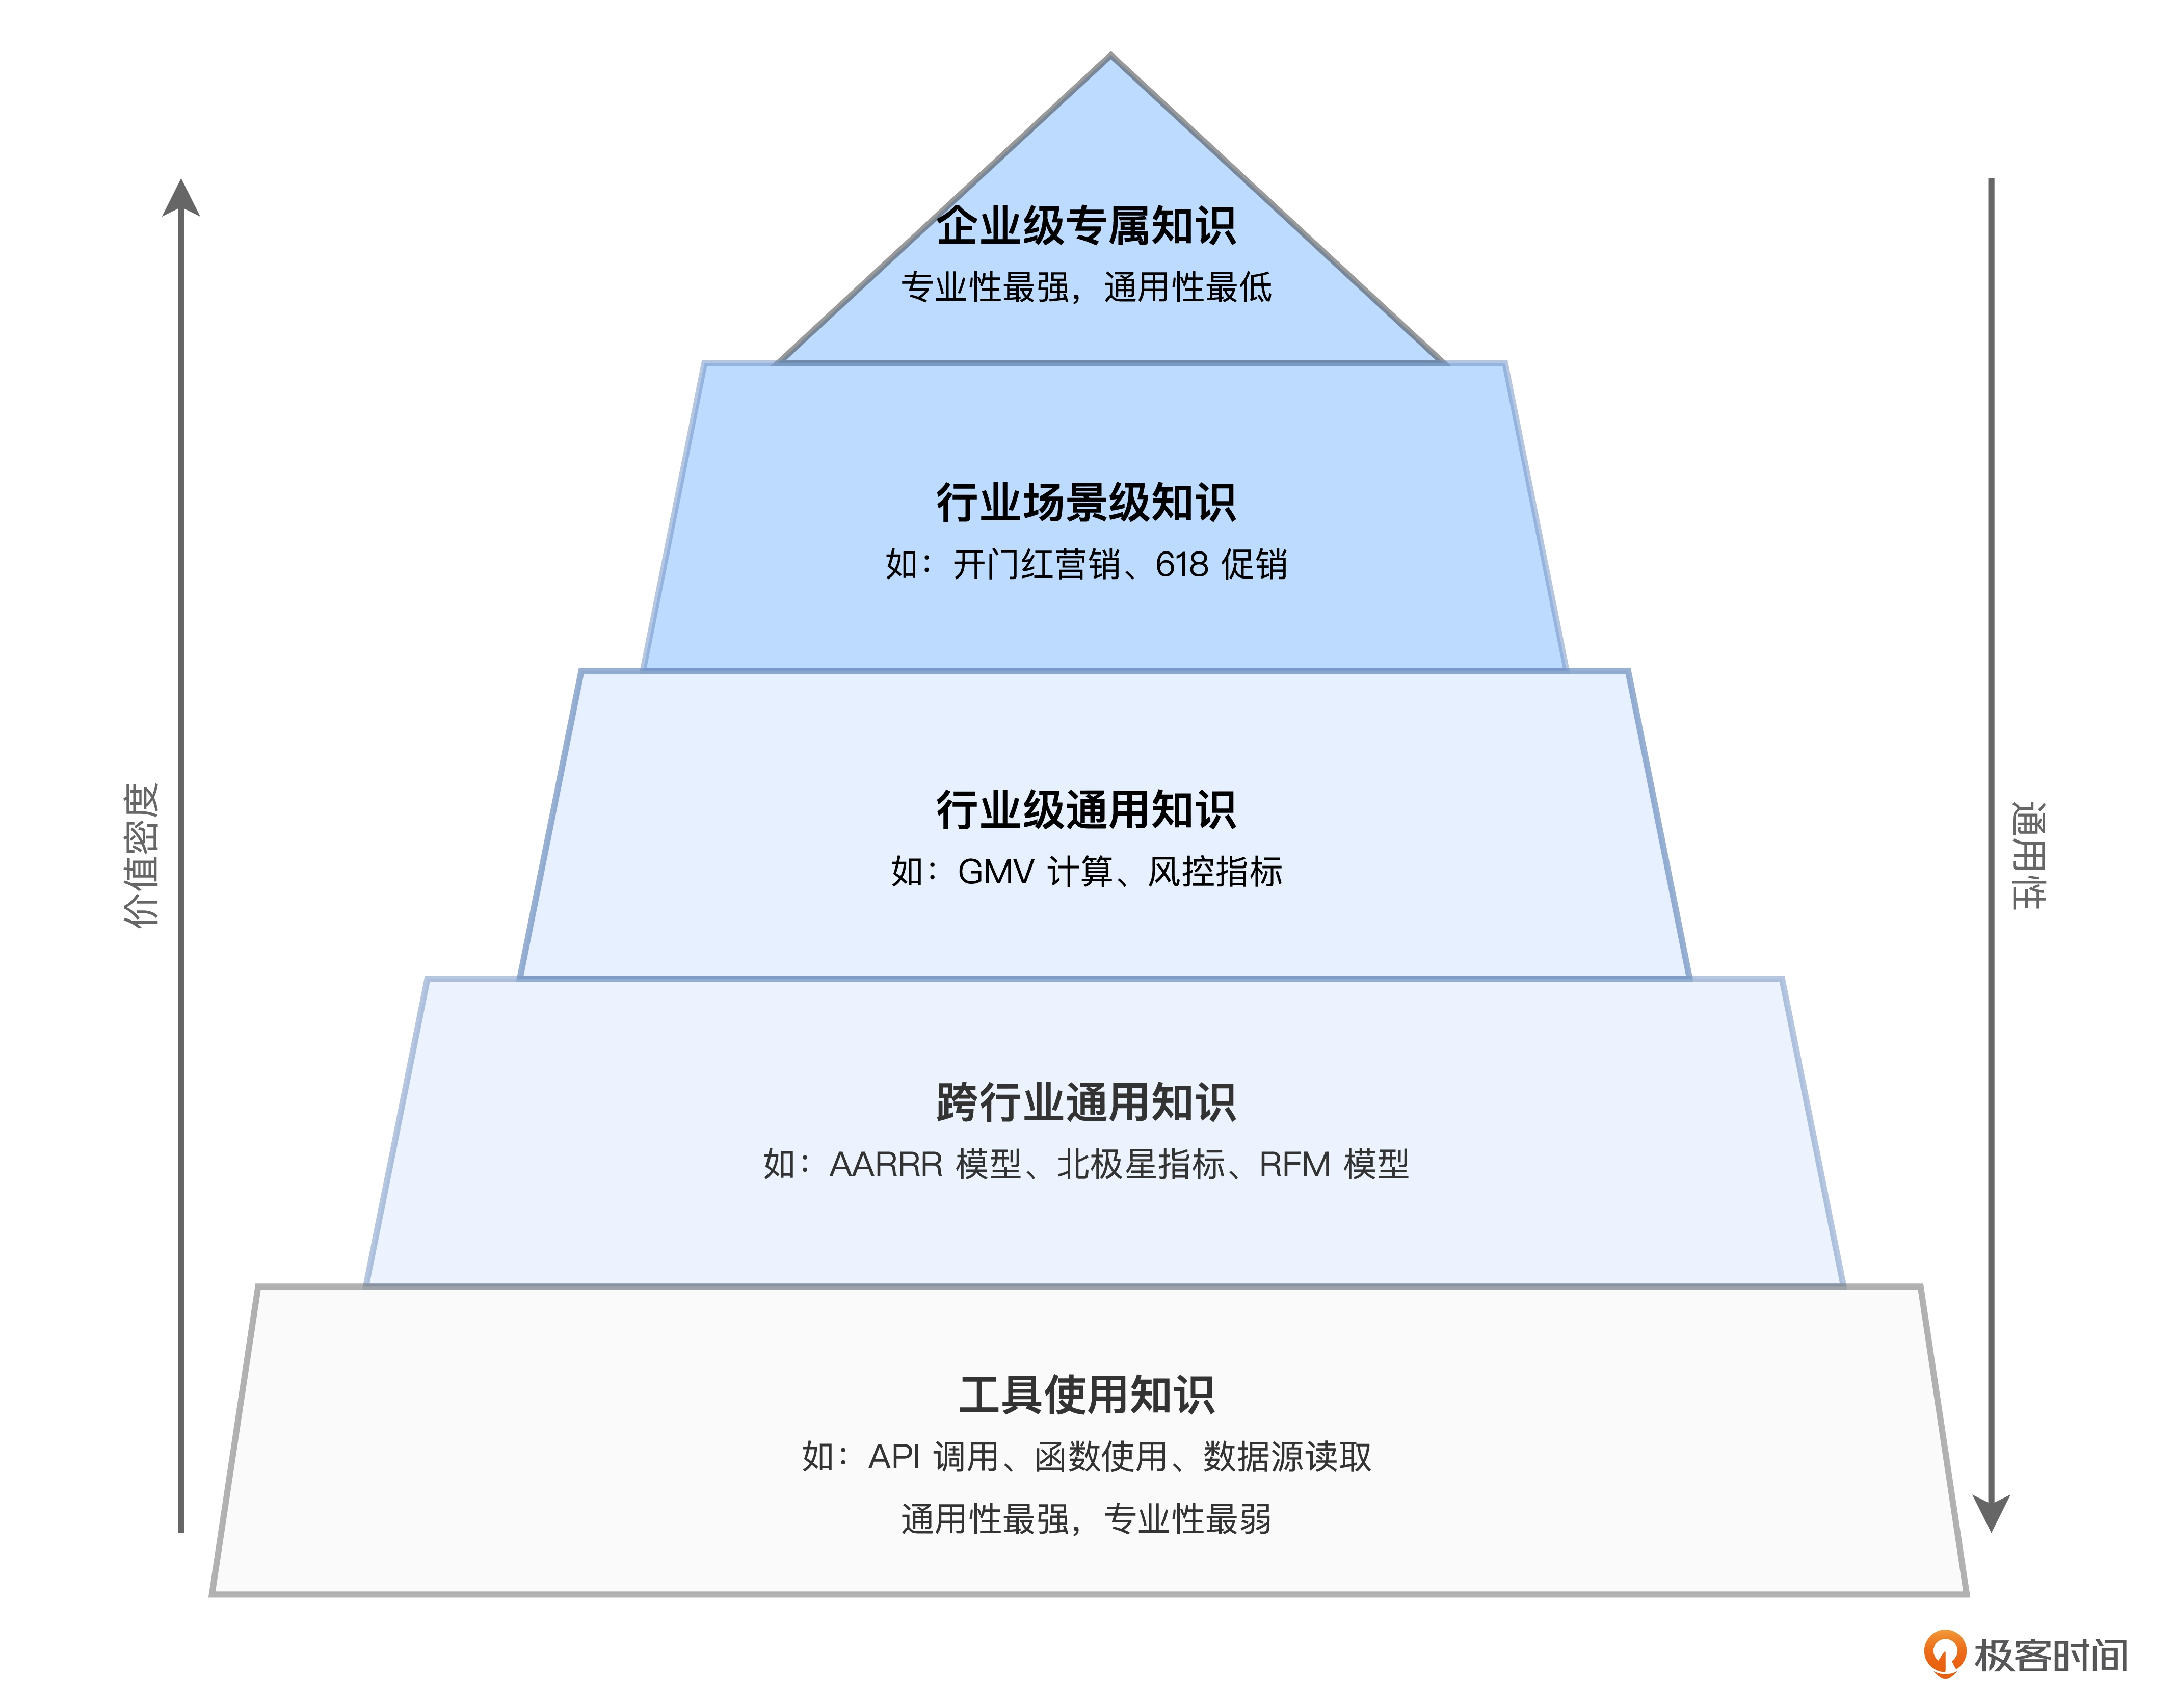 企业级专属知识
专业性最强，通用性最低
行业场景级知识
如：开门红营销、618 促销
行业级通用知识
如：GMV 计算、风控指标
价值密度
通用性
跨行业通用知识
如：AARRR 模型、北极星指标、RFM 模型
工具使用知识
如：API 调用、函数使用、数据源读取
通用性最强，专业性最弱
极客时间